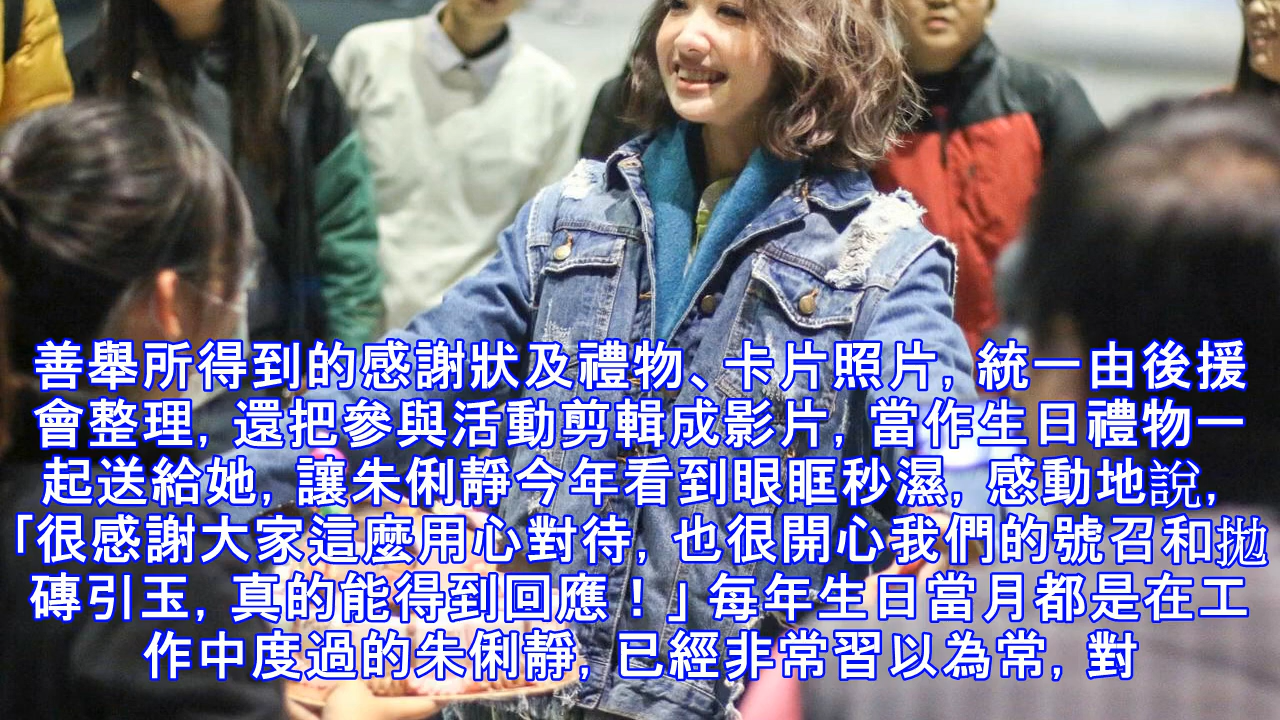 善舉所得到的感謝狀及禮物、卡片照片, 統一由後援
會整理, 還把參與活動剪輯成影片, 當作生日禮物一
起送給她, 讓朱俐靜今年看到眼眶秒濕, 感動地說,
「很感謝大家這麼用心對待, 也很開心我們的號召和拋
磚引玉, 真的能得到回應！」每年生日當月都是在工
作中度過的朱俐靜, 已經非常習以為常, 對